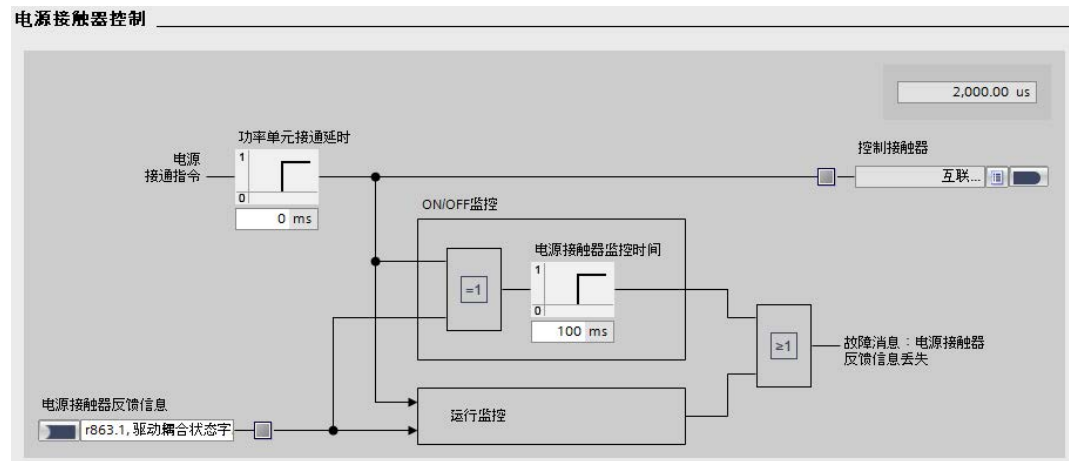 电源接触器控制
2,000.00 us
功率单元接通延时
电源
接通指令
1
0
0 ms
控制接触器
互联...
ON/OFF监控
电源接触器监控时间
=1
1
0
100 ms
≥1
故障消息：电源接触器
反馈信息丢失
电源接触器反馈信息
r863.1, 驱动耦合状态字
运行监控